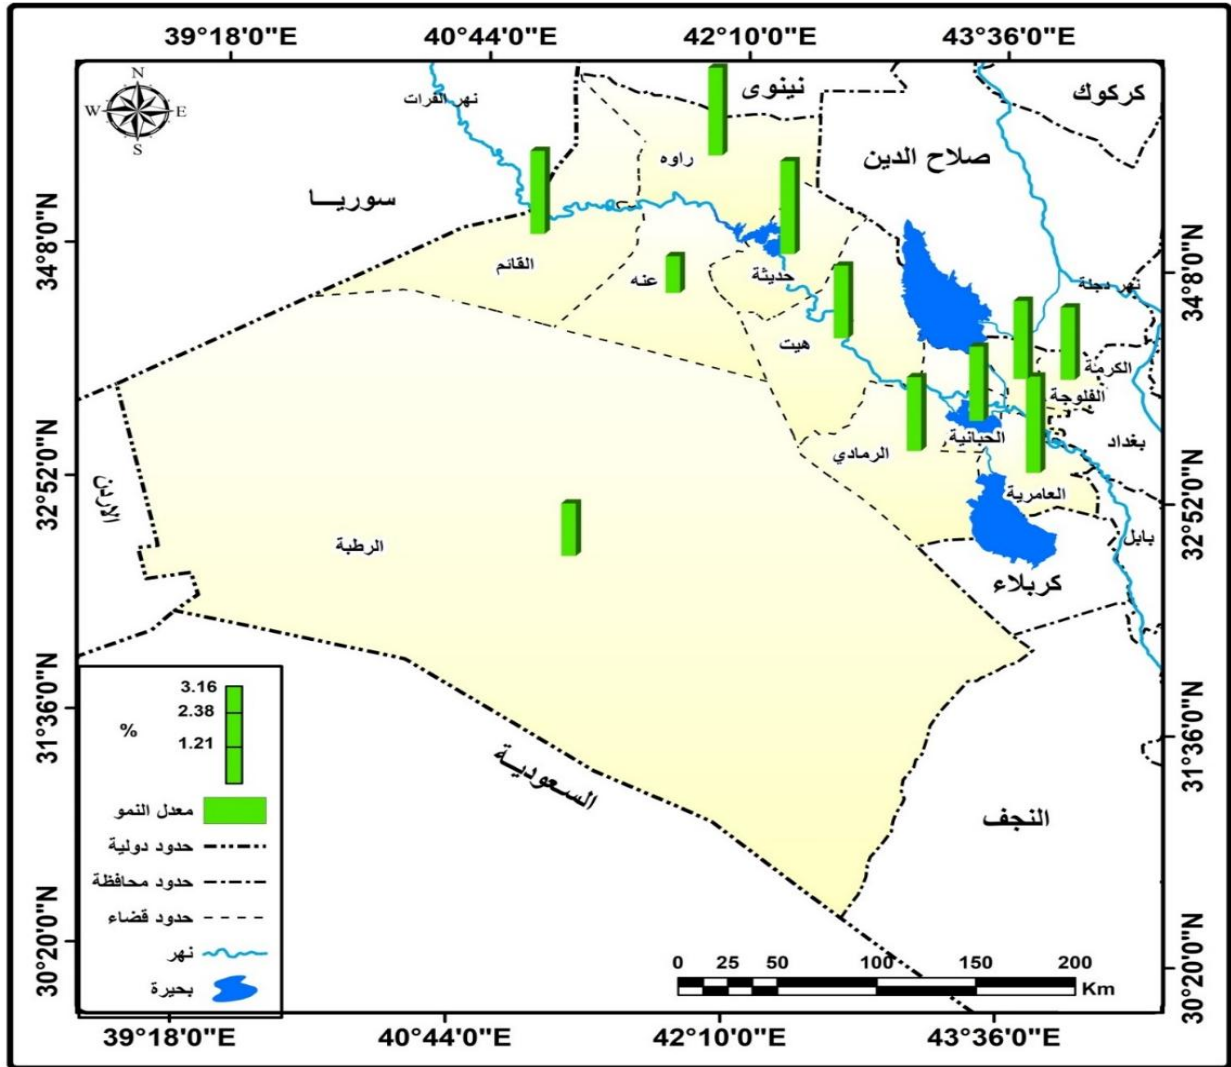 39°18'0"E 40°44'0"E 42°10'0"E 43°36'0"E
N
W E
S
نهر الفرات
نينوى
كركوك
صلاح الدين
راوه
سوريـــا
34°8'0"N
34°8'0"N
القائم
عنه
حديثة
نهر دجلة
هيت
الكرمة
الفلوجة
بغداد
الحبانية
الرمادي
العامرية
32°52'0"N
32°52'0"N
الاردن
الرطبة
بابل
كربلاء
31°36'0"N
31°36'0"N
السـعوديـة
النجف
3.16
2.38
% 1.21
معدل النمو
حدود دولية
حدود محافظة
حدود قضاء
نهر
بحيرة
30°20'0"N
30°20'0"N
0 25 50 100 150 200
Km
39°18'0"E 40°44'0"E 42°10'0"E 43°36'0"E